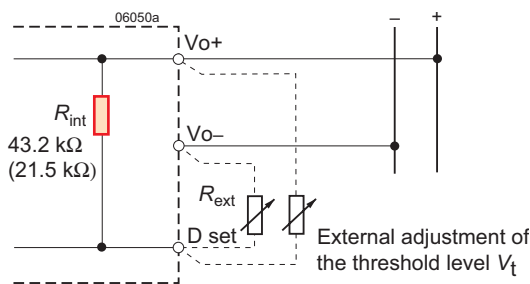 06050a
– +
Vo+
Rint
43.2 kΩ
(21.5 kΩ)
Vo–
Rext
D set
External adjustment of
the threshold level Vt